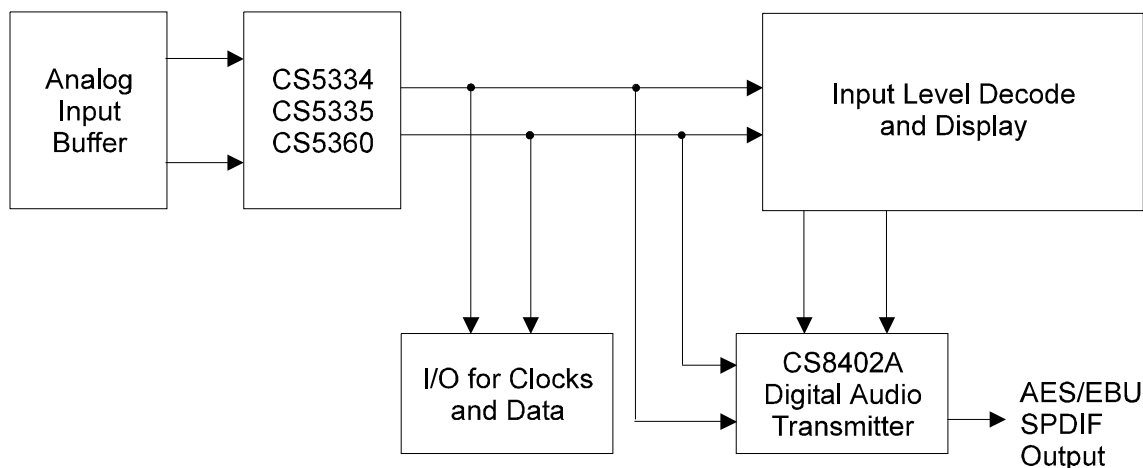 Analog
Input
Buffer
CS5334
CS5335
CS5360
Input Level Decode
and Display
I/O for Clocks
and Data
CS8402A
Digital Audio
Transmitter
AES/EBU
SPDIF
Output